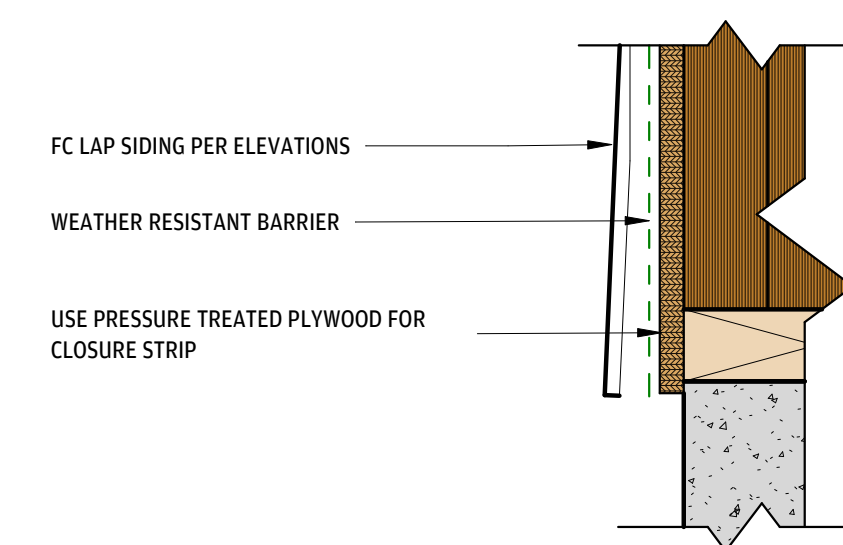 FC LAP SIDING PER ELEVATIONS
WEATHER RESISTANT BARRIER
USE PRESSURE TREATED PLYWOOD FOR
CLOSURE STRIP